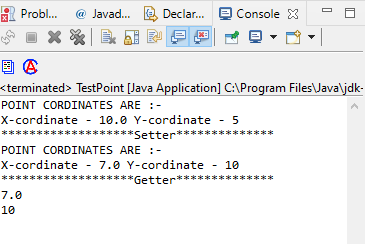 Proble...
@ Javad...
Declar...
Console
<terminated> TestPoint [Java Application] C:\Program Files\Java\jdk-
POINT CORDINATES ARE :-
X-cordinate - 10.0 Y-cordinate - 5
*******************Setter**************
POINT CORDINATES ARE :-
X-cordinate - 7.0 Y-cordinate - 10
*******************Getter**************
7.0
10